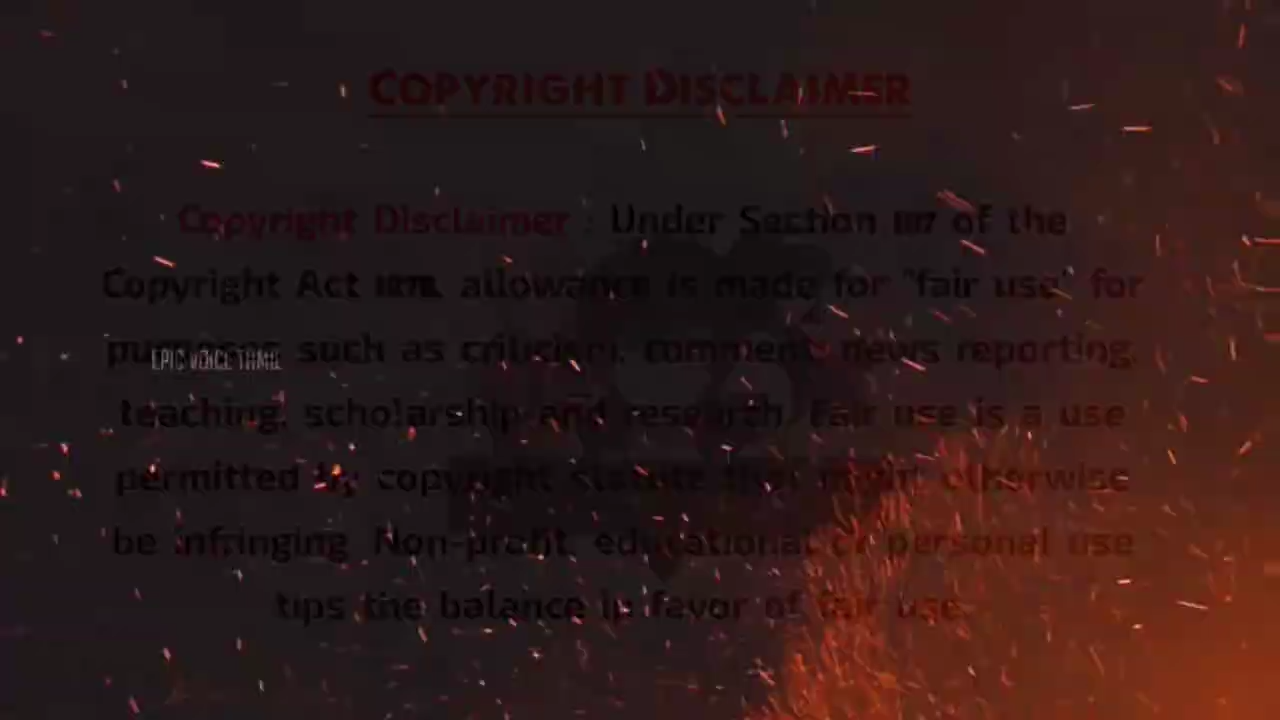 COPYRIGHT DISCLAIMER
Copyright Disclaimer : Under Section 107 of the
Copyright Act 1976, allowance is made for "fair use" for
purposes such as criticism, comment, news reporting,
EPIC VOICE TAMIL
teaching, scholarship and research. Fair use is a use
permitted by copyright statute that might otherwise
be infringing. Non-profit, educational or personal use
tips the balance in favor of fair use.